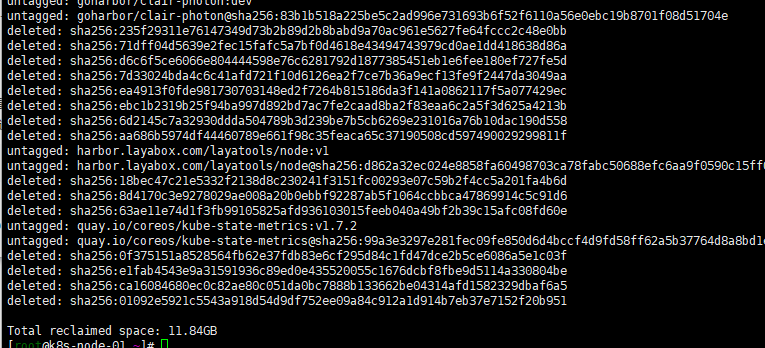 untagged: goharbor/clair-photon:dev
untagged: goharbor/clair-photon@sha256:83b1b518a225be5c2ad996e731693b6f52f6110a56e0ebc19b8701f08d51704e
deleted: sha256:235f29311e76147349d73b2b89d2b8babd9a70ac961e5627fe64fccc2c48e0bb
deleted: sha256:71dff04d5639e2fec15fafc5a7bf0d4618e43494743979cd0ae1dd418638d86a
deleted: sha256:d6c6f5ce6066e804444598e76c6281792d1877385451eb1e6fee180ef727fe5d
deleted: sha256:7d33024bda4c6c41afd721f10d6126ea2f7ce7b36a9ecf13fe9f2447da3049aa
deleted: sha256:ea4913f0fde981730703148ed2f7264b815186da3f141a0862117f5a077429ec
deleted: sha256:ebc1b2319b25f94ba997d892bd7ac7fe2caad8ba2f83eaa6c2a5f3d625a4213b
deleted: sha256:6d2145c7a32930ddda504789b3d239be7b5cb6269e231016a76b10dac190d558
deleted: sha256:aa686b5974df44460789e661f98c35feaca65c37190508cd597490029299811f
untagged: harbor.layabox.com/layatools/node:v1
untagged: harbor.layabox.com/layatools/node@sha256:d862a32ec024e8858fa60498703ca78fabc50688efc6aa9f0590c15ff
deleted: sha256:18bec47c21e5332f2138d8c230241f3151fc00293e07c59b2f4cc5a201fa4b6d
deleted: sha256:8d4170c3e9278029ae008a20b0ebbf92287ab5f1064ccbbca47869914c5c91d6
deleted: sha256:63ae11e74d1f3fb99105825afd936103015feeb040a49bf2b39c15afc08fd60e
untagged: quay.io/coreos/kube-state-metrics:v1.7.2
untagged: quay.io/coreos/kube-state-metrics@sha256:99a3e3297e281fec09fe850d6d4bccf4d9fd58ff62a5b37764d8a8bd1
deleted: sha256:0f375151a8528564fb62e37fdb83e6cf295d84c1fd47dce2b5ce6086a5e1c03f
deleted: sha256:e1fab4543e9a31591936c89ed0e435520055c1676dcbf8fbe9d5114a330804be
deleted: sha256:ca16084680ec0c82ae80c051da0bc7888b133662be04314afd1582329dbaf6a5
deleted: sha256:01092e5921c5543a918d54d9df752ee09a84c912a1d914b7eb37e7152f20b951
Total reclaimed space: 11.84GB
[root@k8s-node-01 ~]#